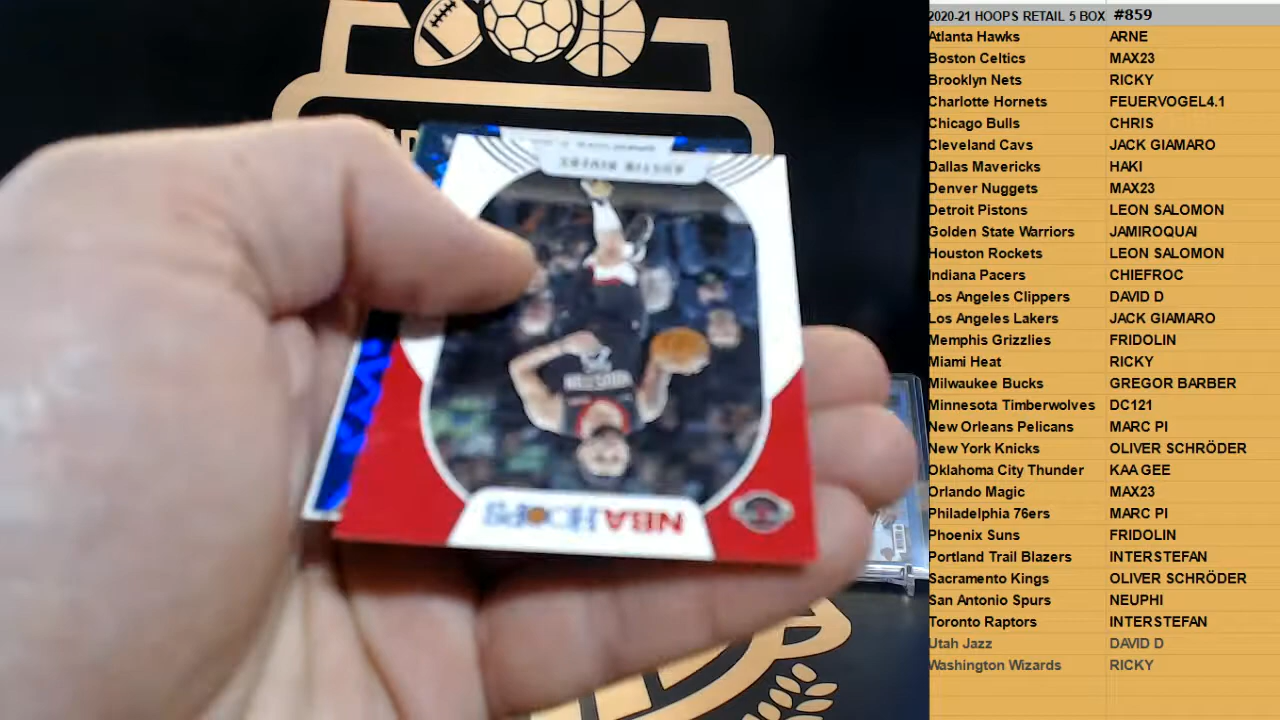 2020-21 HOOPS RETAIL 5 BOX #859
Atlanta Hawks ARNE
Boston Celtics MAX23
Brooklyn Nets RICKY
Charlotte Hornets FEUERVOGEL4.1
Chicago Bulls CHRIS
Cleveland Cavs JACK GIAMARO
Dallas Mavericks HAKI
Denver Nuggets MAX23
Detroit Pistons LEON SALOMON
Golden State Warriors JAMIROQUAI
Houston Rockets LEON SALOMON
Indiana Pacers CHIEFROC
Los Angeles Clippers DAVID D
Los Angeles Lakers JACK GIAMARO
Memphis Grizzlies FRIDOLIN
Miami Heat RICKY
Milwaukee Bucks GREGOR BARBER
Minnesota Timberwolves DC121
New Orleans Pelicans MARC PI
New York Knicks OLIVER SCHRÖDER
Oklahoma City Thunder KAA GEE
Orlando Magic MAX23
Philadelphia 76ers MARC PI
Phoenix Suns FRIDOLIN
Portland Trail Blazers INTERSTEFAN
Sacramento Kings OLIVER SCHRÖDER
San Antonio Spurs NEUPHI
Toronto Raptors INTERSTEFAN
Utah Jazz DAVID D
Washington Wizards RICKY
AUSTIN RIVERS
HOUSTON
NBA HOOPS